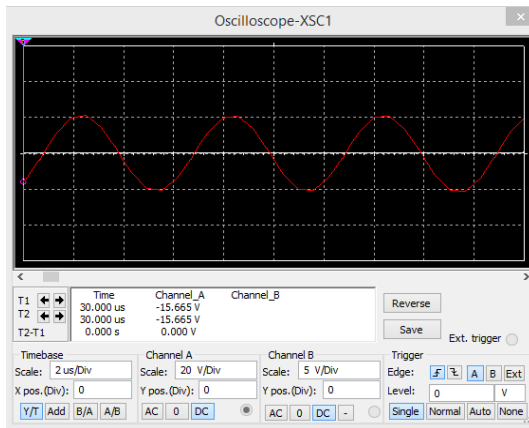 Oscilloscope-XSC1
T1 Time Channel_A Channel_B
T2 30.000 us -15.665 V
30.000 us -15.665 V
T2-T1 0.000 s 0.000 V
Reverse
Save
Ext. trigger
Timebase
Scale: 2 us/Div
X pos.(Div): 0
Y/T Add B/A A/B
Channel A
Scale: 20 V/Div
Y pos.(Div): 0
AC 0 DC
Channel B
Scale: 5 V/Div
Y pos.(Div): 0
AC 0 DC -
Trigger
Edge: A B Ext
Level: 0 V
Single Normal Auto None